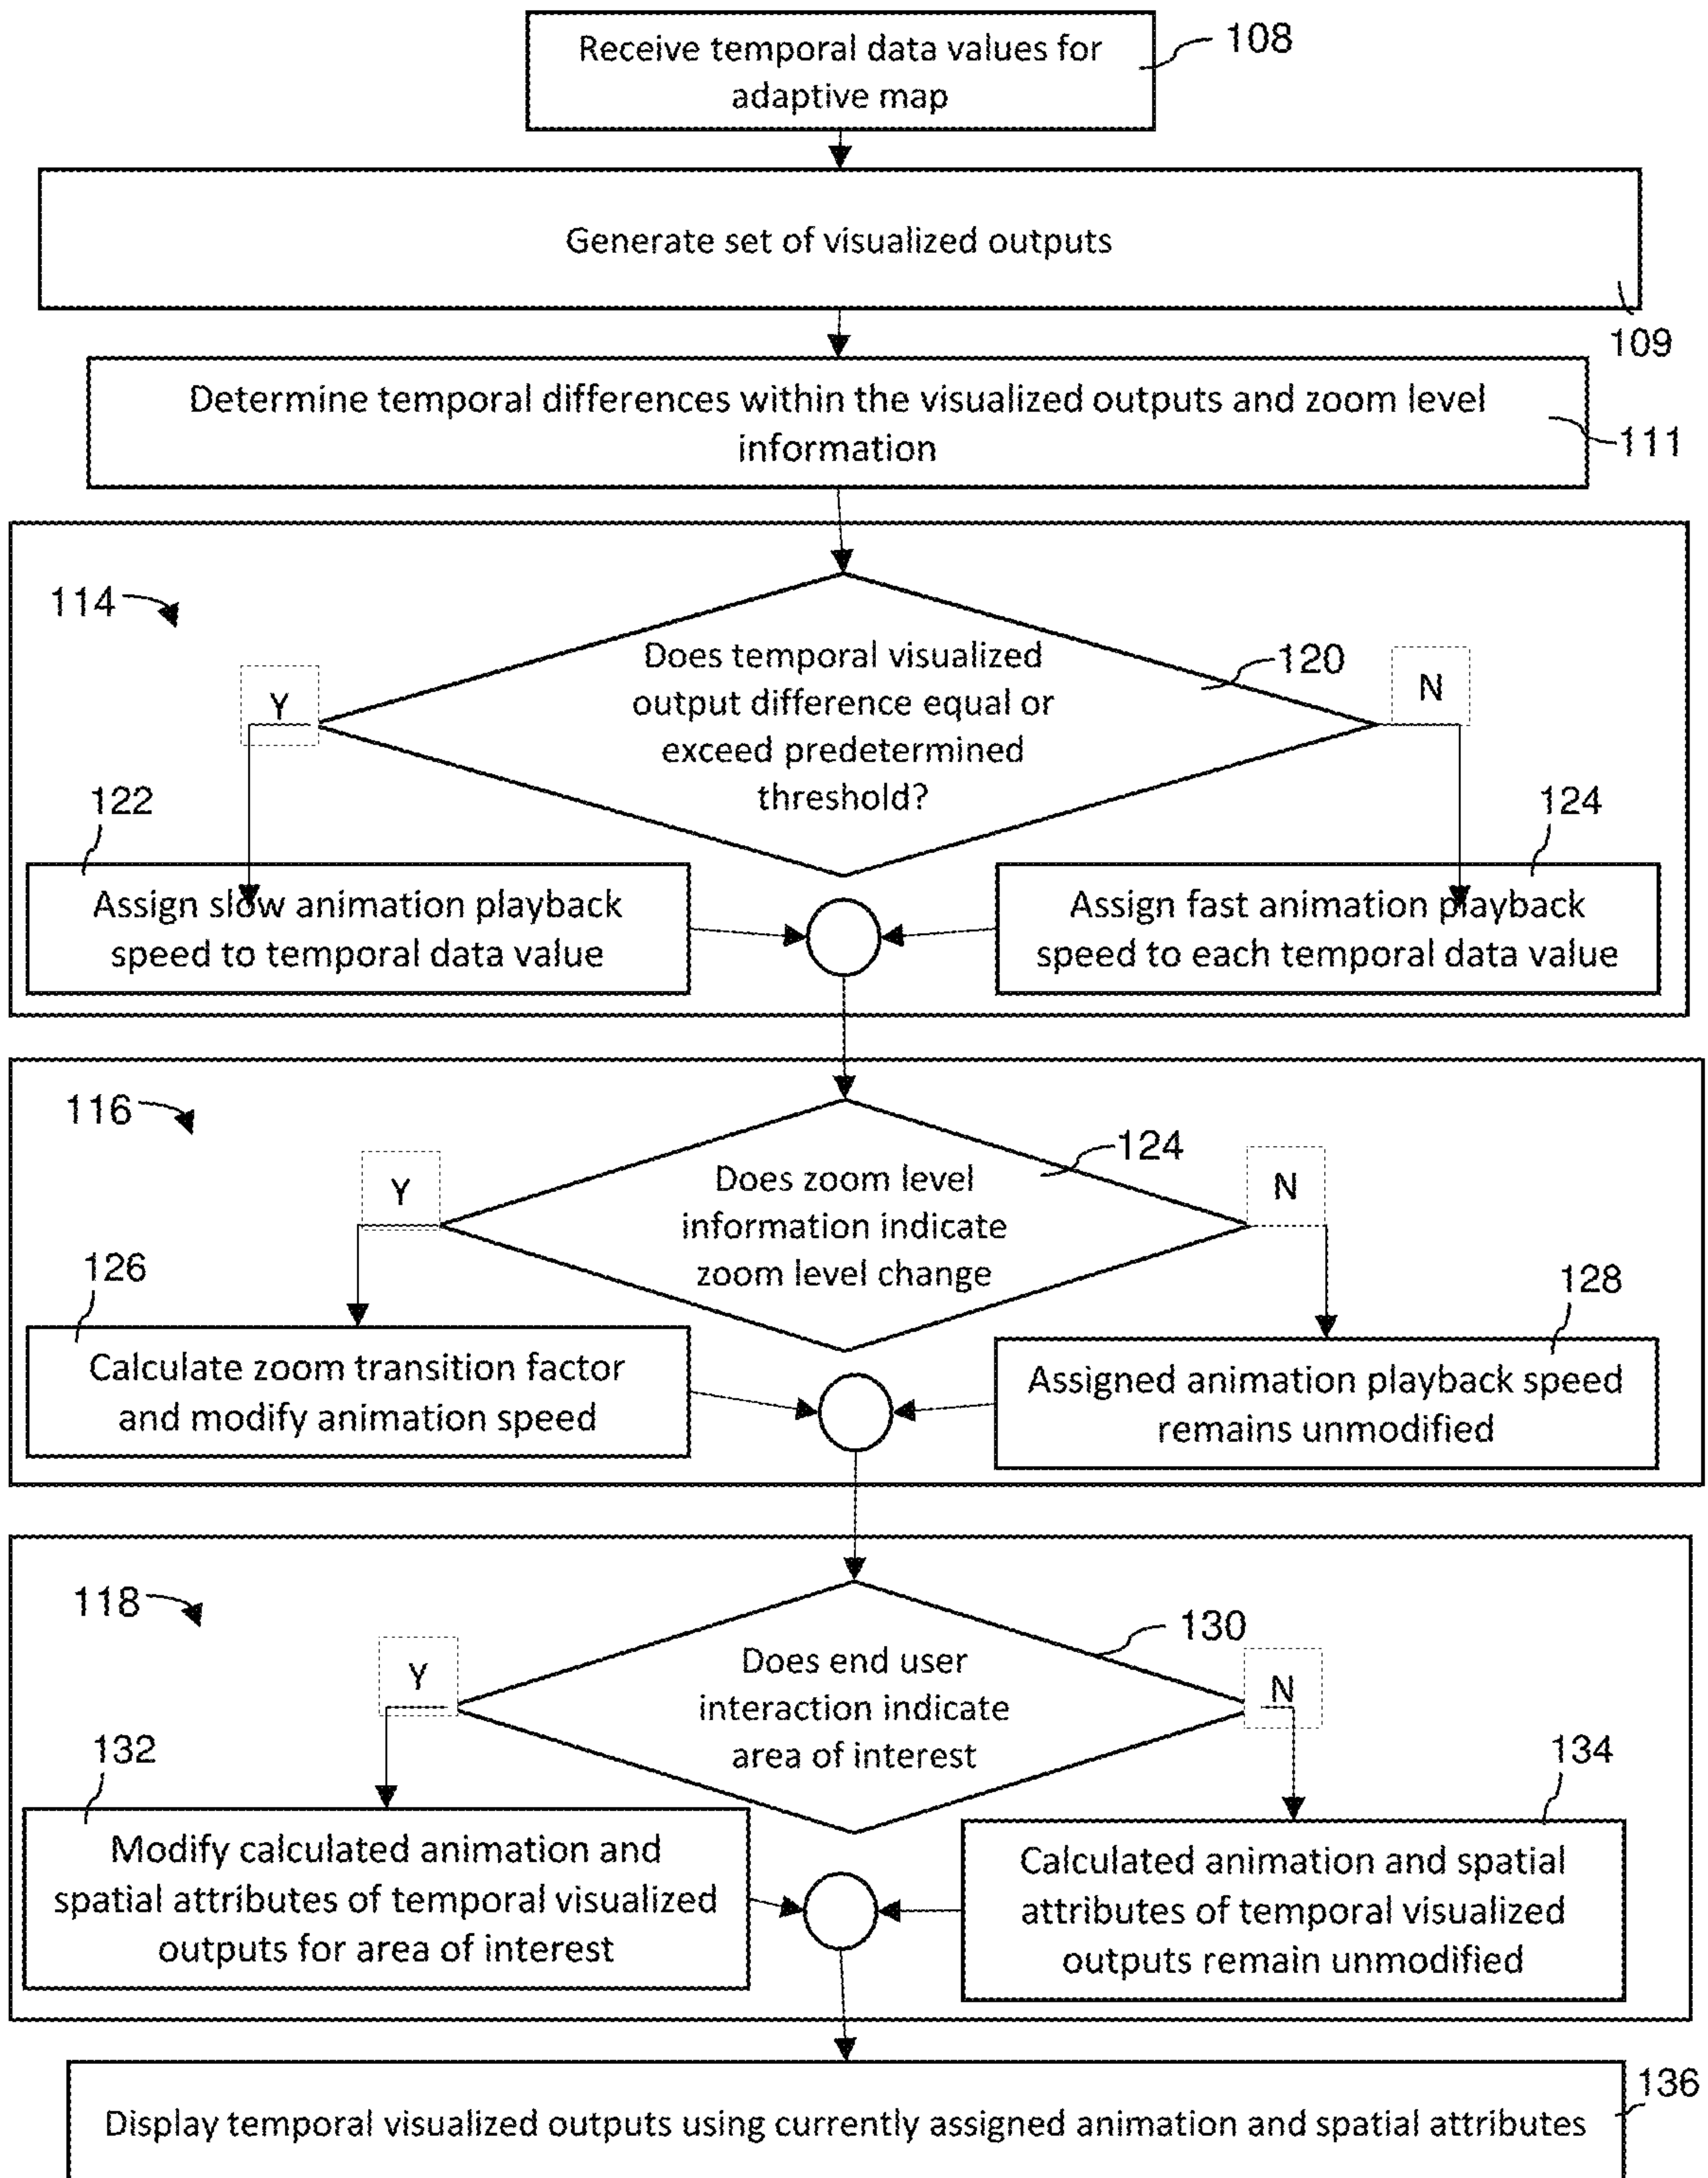 Receive temporal data values for
adaptive map
108
Generate set of visualized outputs
109
Determine temporal differences within the visualized outputs and zoom level
information
111
114
Does temporal visualized
output difference equal or
exceed predetermined
threshold?
120
Y
N
122
124
Assign slow animation playback
speed to temporal data value
Assign fast animation playback
speed to each temporal data value
116
Does zoom level
information indicate
zoom level change
124
Y
N
126
128
Calculate zoom transition factor
and modify animation speed
Assigned animation playback speed
remains unmodified
118
Does end user
interaction indicate
area of interest
130
Y
N
132
134
Modify calculated animation and
spatial attributes of temporal visualized
outputs for area of interest
Calculated animation and spatial
attributes of temporal visualized
outputs remain unmodified
136
Display temporal visualized outputs using currently assigned animation and spatial attributes